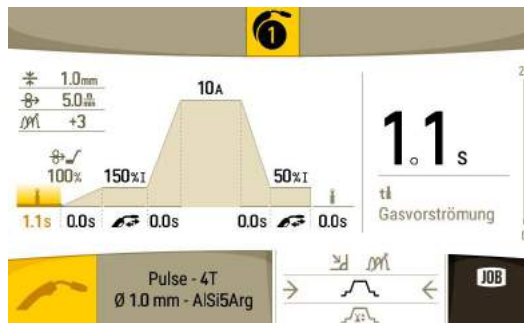 1
1.0mm
5.0 m/min
+3
100%
150%I
10A
50%I
1.1s 0.0s 0.0s 0.0s 0.0s
1.1 s
Gasvorströmung
Pulse - 4T
Ø 1.0 mm - AlSi5Arg
JOB